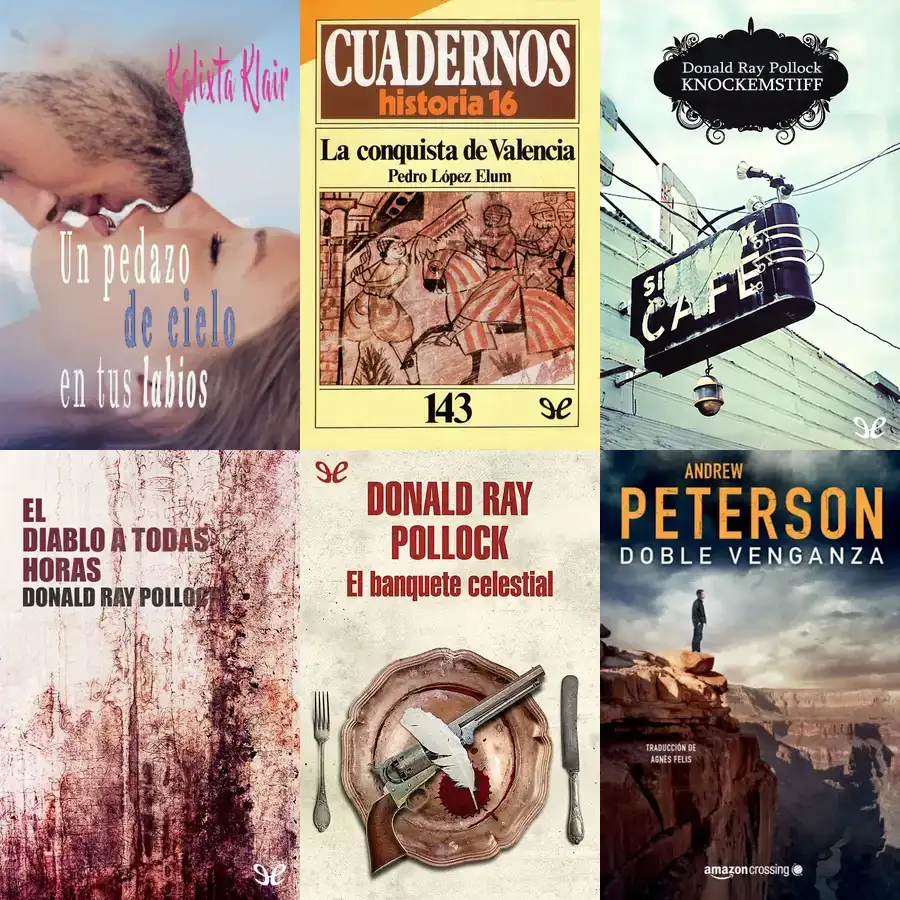 Kalixta Klair
Un pedazo
de cielo
en tus labios
CUADERNOS
historia 16
La conquista de Valencia
Pedro López Elum
143
Donald Ray Pollock
KNOCKEMSTIFF
CAFE
EL
DIABLO A TODAS
HORAS
DONALD RAY POLLOCK
DONALD RAY
POLLOCK
El banquete celestial
ANDREW
PETERSON
DOBLE VENGANZA
TRADUCCIÓN DE
AGNÈS FELIS
amazoncrossing